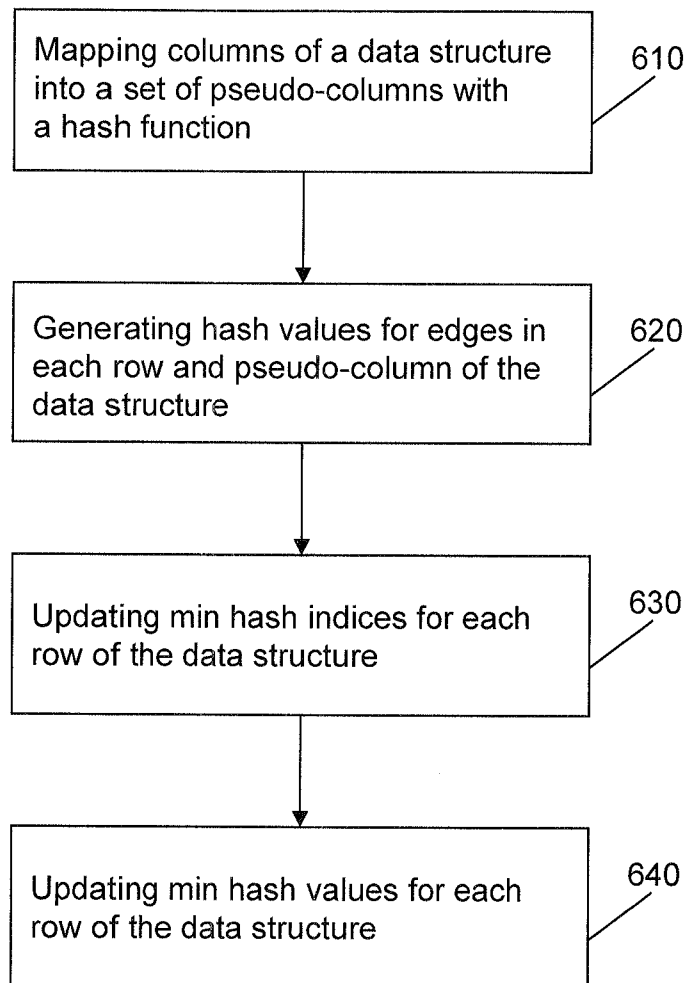 Mapping columns of a data structure
into a set of pseudo-columns with
a hash function
610
Generating hash values for edges in
each row and pseudo-column of the
data structure
620
Updating min hash indices for each
row of the data structure
630
Updating min hash values for each
row of the data structure
640